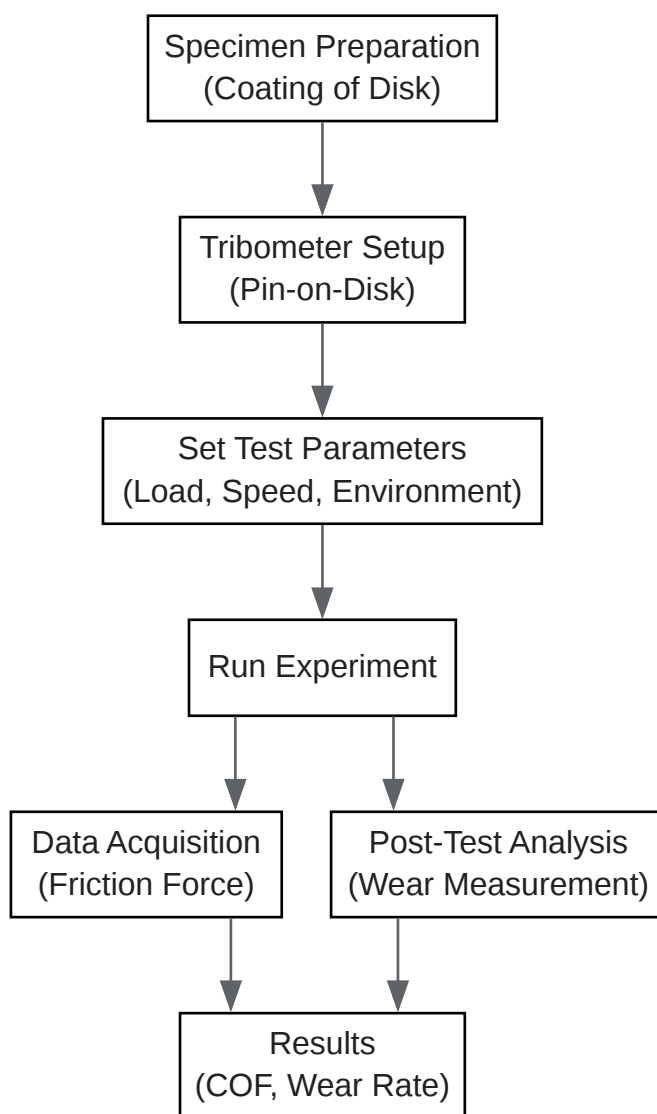 Specimen Preparation
(Coating of Disk)
Tribometer Setup
(Pin-on-Disk)
Set Test Parameters
(Load, Speed, Environment)
Run Experiment
Data Acquisition
(Friction Force)
Post-Test Analysis
(Wear Measurement)
Results
(COF, Wear Rate)